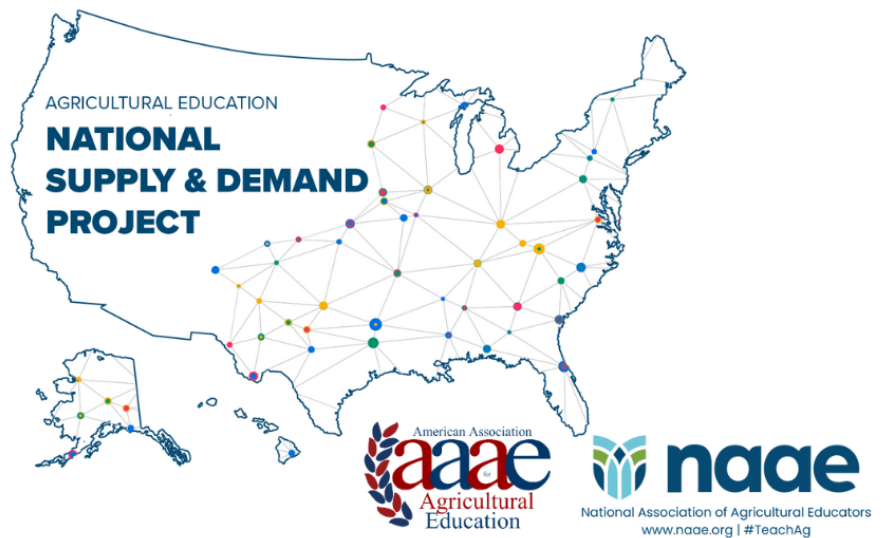 AGRICULTURAL EDUCATION
NATIONAL
SUPPLY & DEMAND
PROJECT
American Association
aaae
for
Agricultural
Education
naae
National Association of Agricultural Educators
www.naae.org | #TeachAg